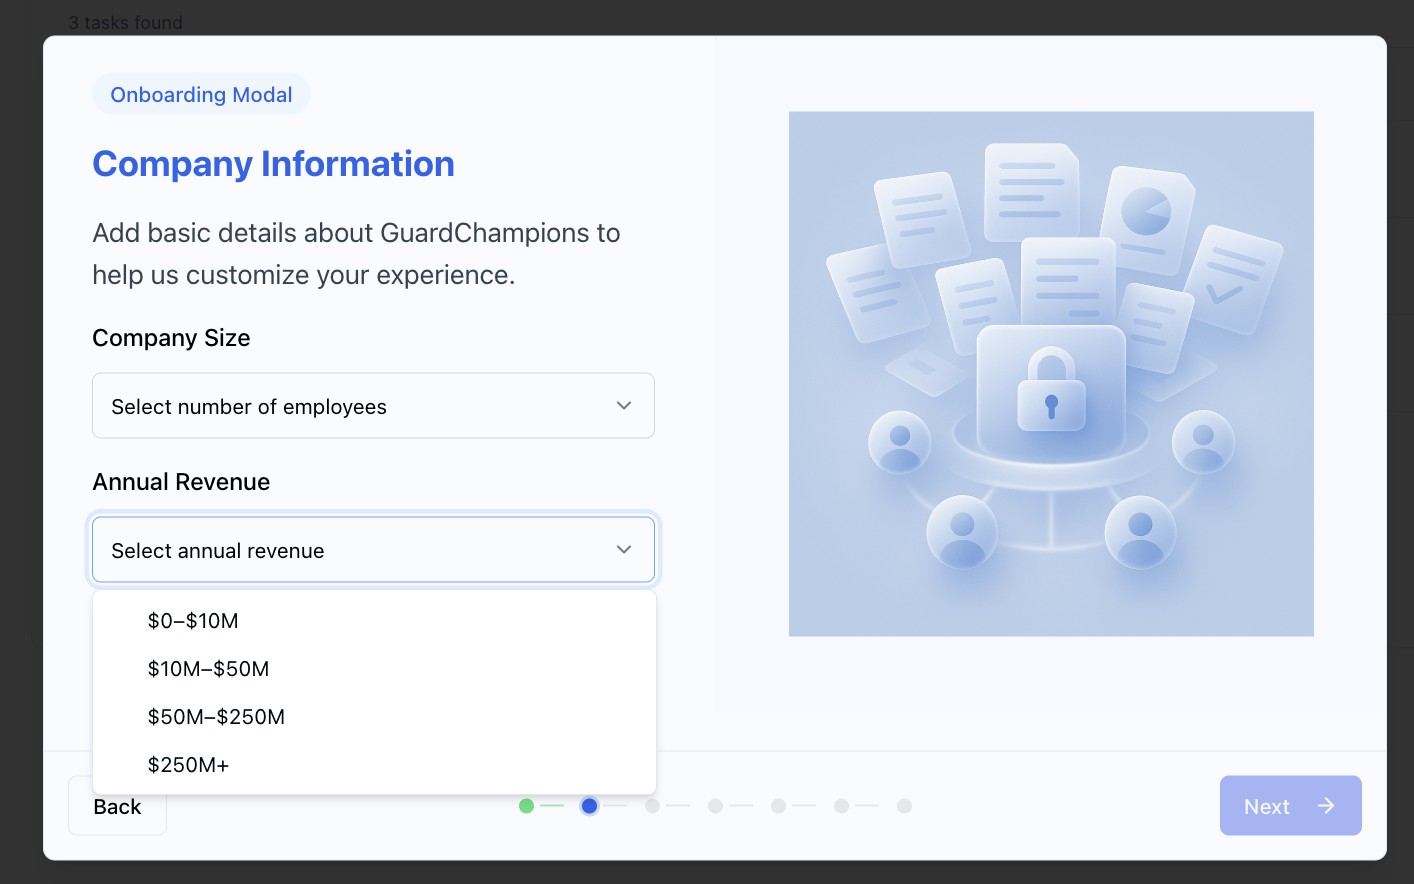 3 tasks found
Onboarding Modal
Company Information
Add basic details about GuardChampions to
help us customize your experience.
Company Size
Select number of employees
Annual Revenue
Select annual revenue
$0–$10M
$10M–$50M
$50M–$250M
$250M+
Back
Next